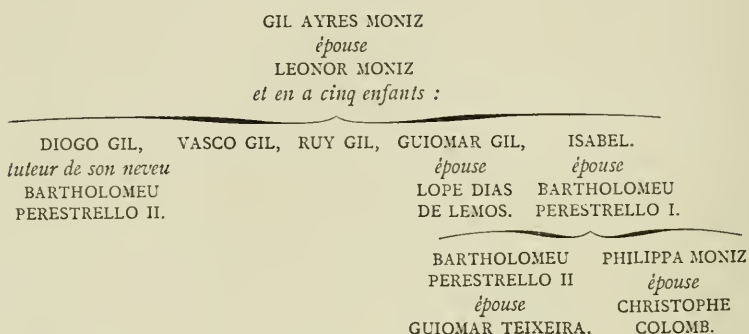 GIL AYRES MONIZ
épouse
LEONOR MONIZ
et en a cinq enfants :
DIOGO GIL,
tuteur de son neveu
BARTHOLOMEU
PERESTRELLO II.
VASCO GIL,
RUY GIL,
GUIOMAR GIL,
épouse
LOPE DIAS
DE LEMOS.
ISABEL.
épouse
BARTHOLOMEU
PERESTRELLO I.
BARTHOLOMEU
PERESTRELLO II
épouse
GUIOMAR TEIXEIRA.
PHILIPPA MONIZ
épouse
CHRISTOPHE
COLOMB.